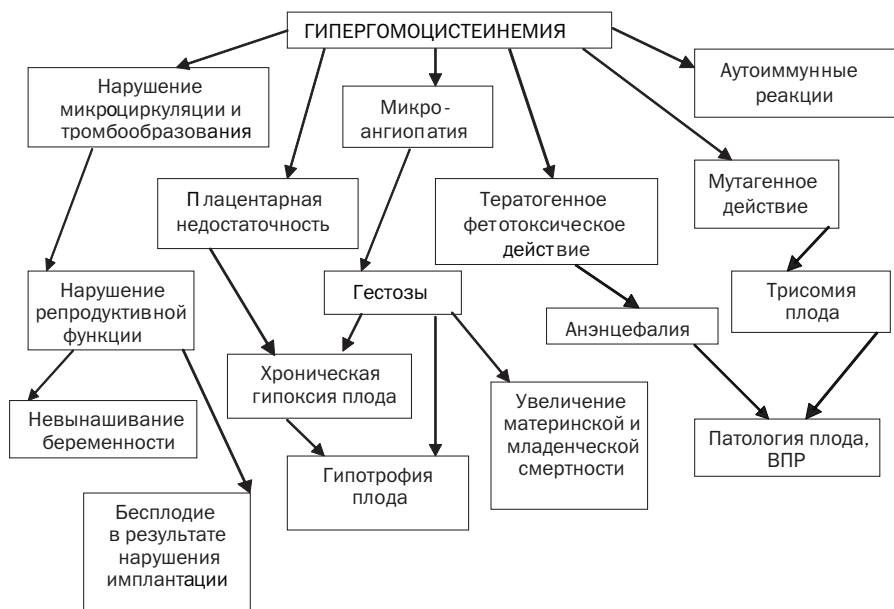 ГИПЕРГОМОЦИСТЕИНЕМИЯ
Нарушение
микроциркуляции и
тромбообразования
Микро-
ангиопатия
Аутоиммунные
реакции
Плацентарная
недостаточность
Тератогенное
фетотоксическое
действие
Мутагенное
действие
Нарушение
репродуктивной
функции
Гестозы
Анэнцефалия
Трисомия
плода
Хроническая
гипоксия плода
Невынашивание
беременности
Увеличение
материнской и
младенческой
смертности
Патология плода,
ВПР
Гипотрофия
плода
Бесплодие
в результате
нарушения
имплантации